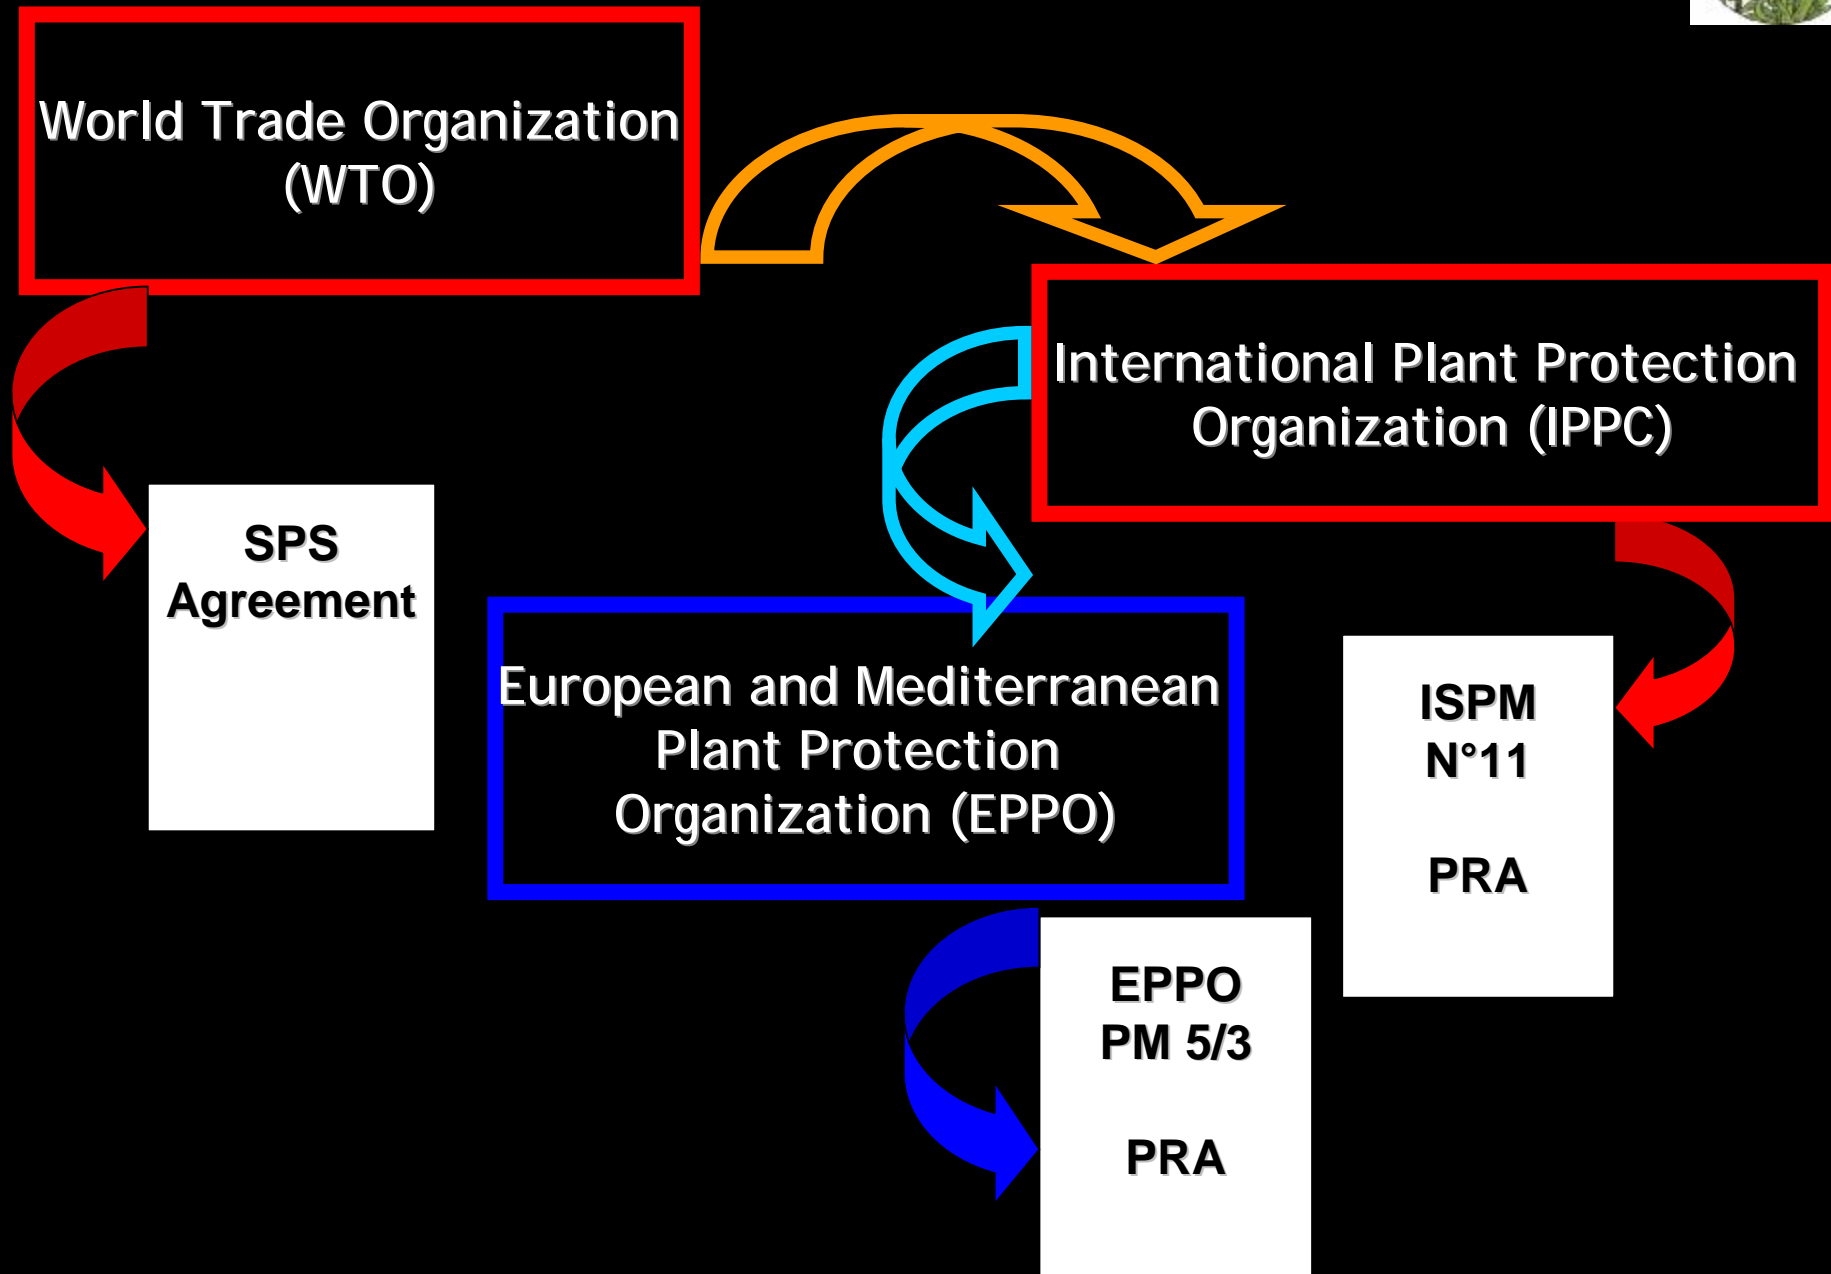 World Trade Organization
(WTO)
International Plant Protection
Organization (IPPC)
SPS
Agreement
European and Mediterranean
Plant Protection
Organization (EPPO)
ISPM
N°11
PRA
EPPO
PM 5/3
PRA